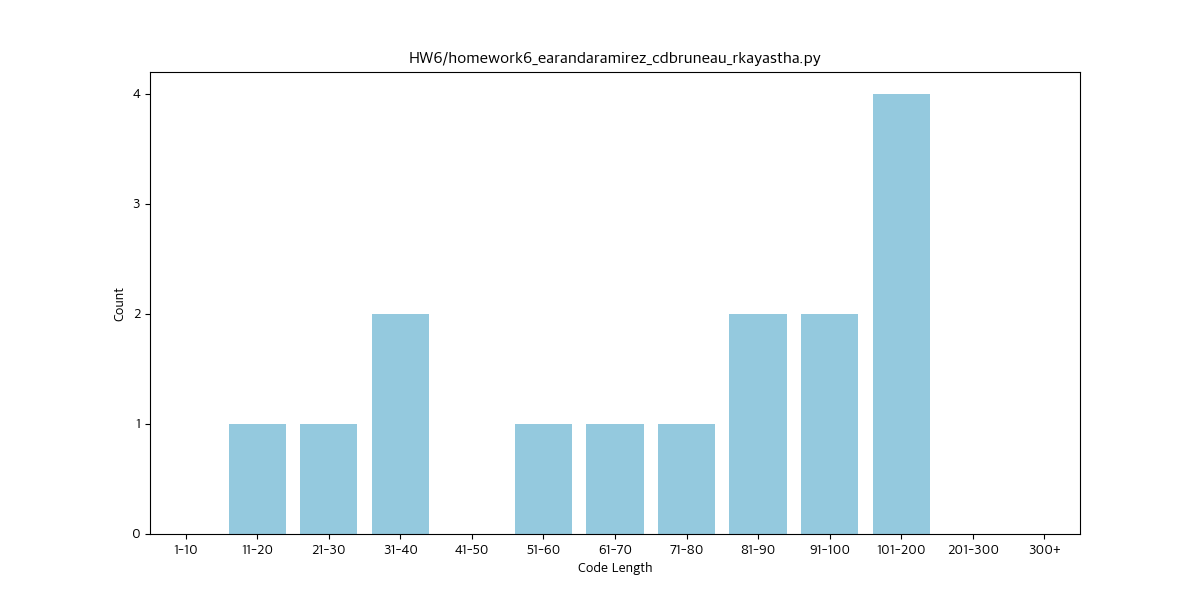 HW6/homework6_earandaramirez_cdbruneau_rkayastha.py
4
3
Count
2
1
0
1-10 11-20 21-30 31-40 41-50 51-60 61-70 71-80 81-90 91-100 101-200 201-300 300+
Code Length